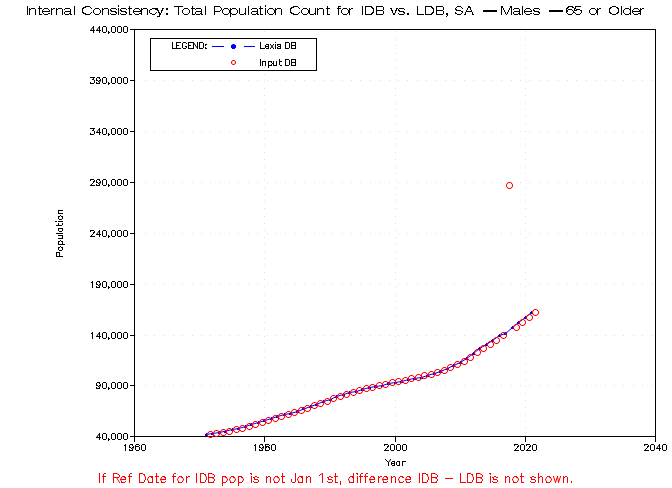 Internal Consistency: Total Population Count for IDB vs. LDB, SA — Males — 65 or Older
440,000
LEGEND: Lexis DB
Input DB
390,000
340,000
290,000
240,000
Population
190,000
140,000
90,000
40,000
1960 1980 2000 2020 2040
Year
If Ref Date for IDB pop is not Jan 1st, difference IDB – LDB is not shown.